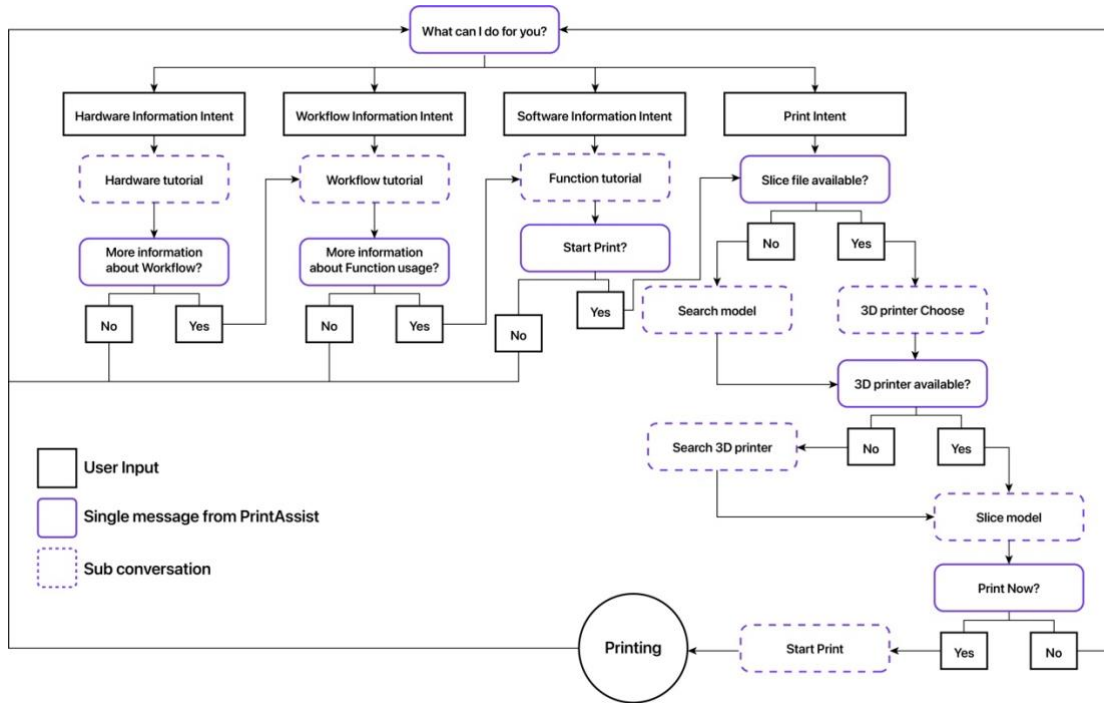 What can I do for you?
Hardware Information Intent
Workflow Information Intent
Software Information Intent
Print Intent
Hardware tutorial
Workflow tutorial
Function tutorial
Slice file available?
More information
about Workflow?
More information
about Function usage?
Start Print?
No
Yes
No
Yes
No
Yes
No
Yes
Search model
3D printer Choose
3D printer available?
No
Yes
Search 3D printer
Slice model
Print Now?
Yes
No
Start Print
Printing
User Input
Single message from PrintAssist
Sub conversation